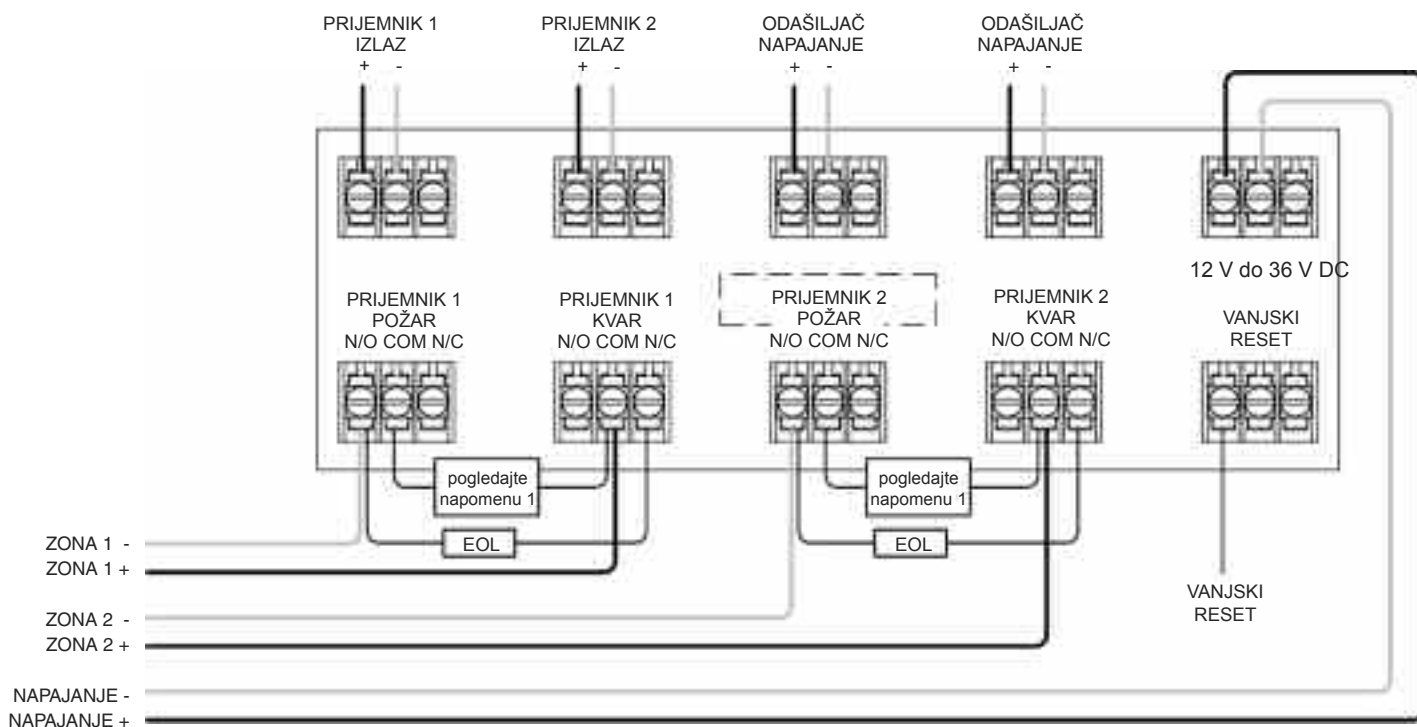 PRIJEMNIK 1
IZLAZ
+ -
PRIJEMNIK 2
IZLAZ
+ -
ODAŠILJAČ
NAPAJANJE
+ -
ODAŠILJAČ
NAPAJANJE
+ -
12 V do 36 V DC
PRIJEMNIK 1
POŽAR
N/O COM N/C
PRIJEMNIK 1
KVAR
N/O COM N/C
PRIJEMNIK 2
POŽAR
N/O COM N/C
PRIJEMNIK 2
KVAR
N/O COM N/C
VANJSKI
RESET
pogledajte
napomenu 1
EOL
pogledajte
napomenu 1
EOL
ZONA 1 -
ZONA 1 +
ZONA 2 -
ZONA 2 +
VANJSKI
RESET
NAPAJANJE -
NAPAJANJE +